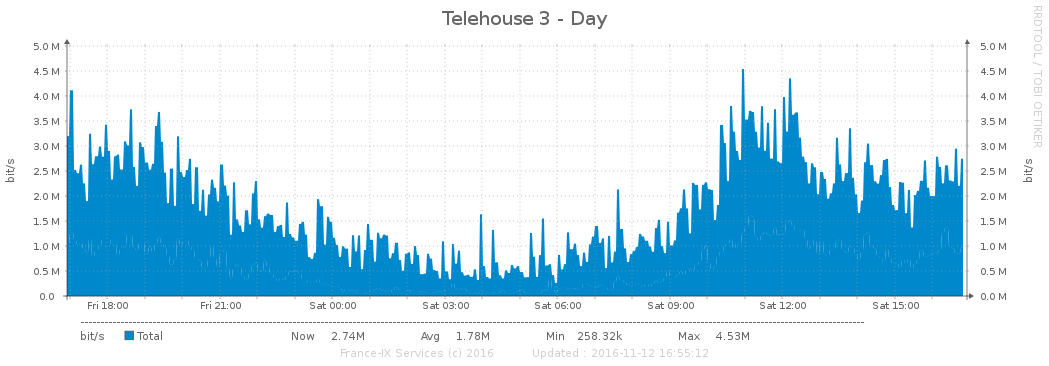 Telehouse 3 - Day
RRDTOOL / TOBI OETIKER
bit/s
5.0 M 5.0 M
4.5 M 4.5 M
4.0 M 4.0 M
3.5 M 3.5 M
3.0 M 3.0 M
2.5 M 2.5 M
2.0 M 2.0 M
1.5 M 1.5 M
1.0 M 1.0 M
0.5 M 0.5 M
0.0 0.0 M
bit/s
Fri 18:00 Fri 21:00 Sat 00:00 Sat 03:00 Sat 06:00 Sat 09:00 Sat 12:00 Sat 15:00
bit/s Total Now 2.74M Avg 1.78M Min 258.32k Max 4.53M
France-IX Services (c) 2016 Updated : 2016-11-12 16:55:12